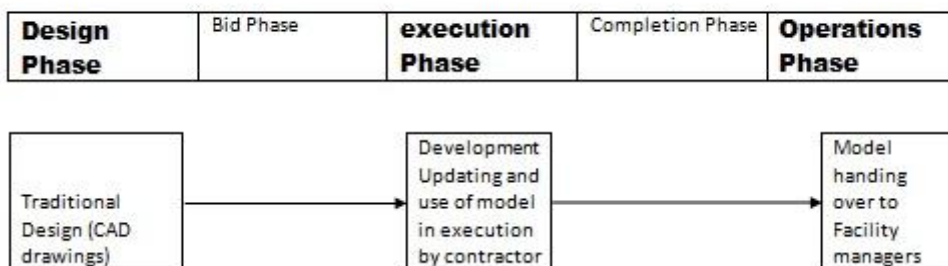 Design
Phase
Bid Phase
execution
Phase
Completion Phase
Operations
Phase
Traditional
Design (CAD
drawings)
Development
Updating and
use of model
in execution
by contractor
Model
handing
over to
Facility
managers